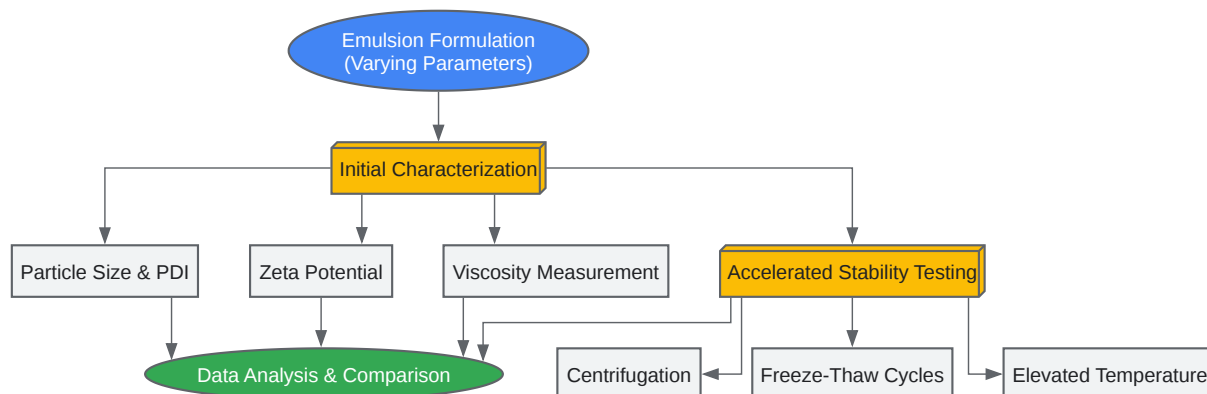 Emulsion Formulation
(Varying Parameters)
Initial Characterization
Particle Size & PDI
Zeta Potential
Viscosity Measurement
Accelerated Stability Testing
Data Analysis & Comparison
Centrifugation
Freeze-Thaw Cycles
Elevated Temperature